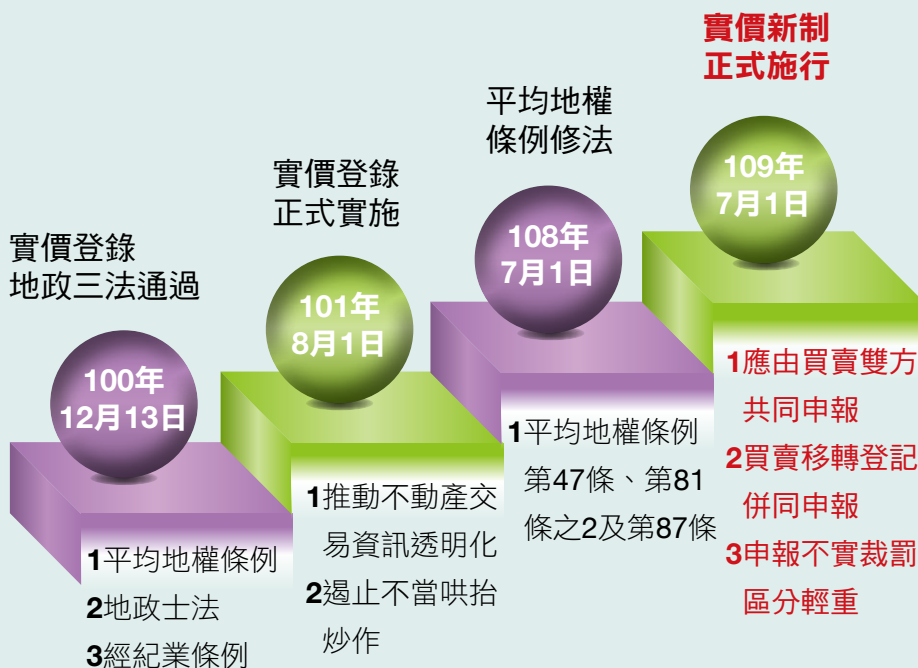 實價登錄
地政三法通過
100年
12月13日
1平均地權條例
2地政士法
3經紀業條例
實價登錄
正式實施
101年
8月1日
1推動不動產交
易資訊透明化
2遏止不當哄抬
炒作
平均地權
條例修法
108年
7月1日
1平均地權條例
第47條、第81
條之2及第87條
實價新制
正式施行
109年
7月1日
1應由買賣雙方
共同申報
2買賣移轉登記
併同申報
3申報不實裁罰
區分輕重